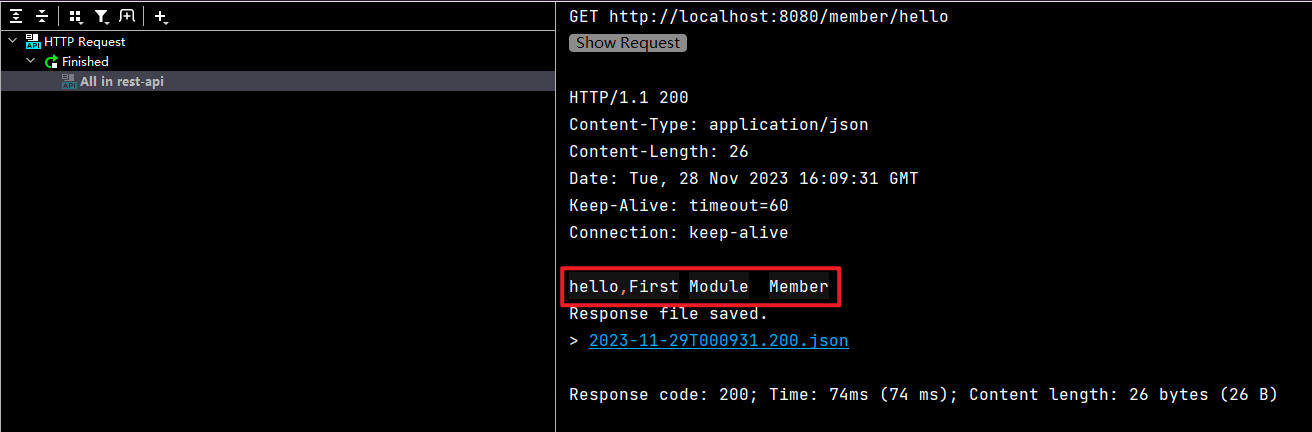 HTTP Request
Finished
All in rest-api
GET http://localhost:8080/member/hello
Show Request
HTTP/1.1 200
Content-Type: application/json
Content-Length: 26
Date: Tue, 28 Nov 2023 16:09:31 GMT
Keep-Alive: timeout=60
Connection: keep-alive
hello,First Module  Member
Response file saved.
> 2023-11-29T000931.200.json
Response code: 200; Time: 74ms (74 ms); Content length: 26 bytes (26 B)